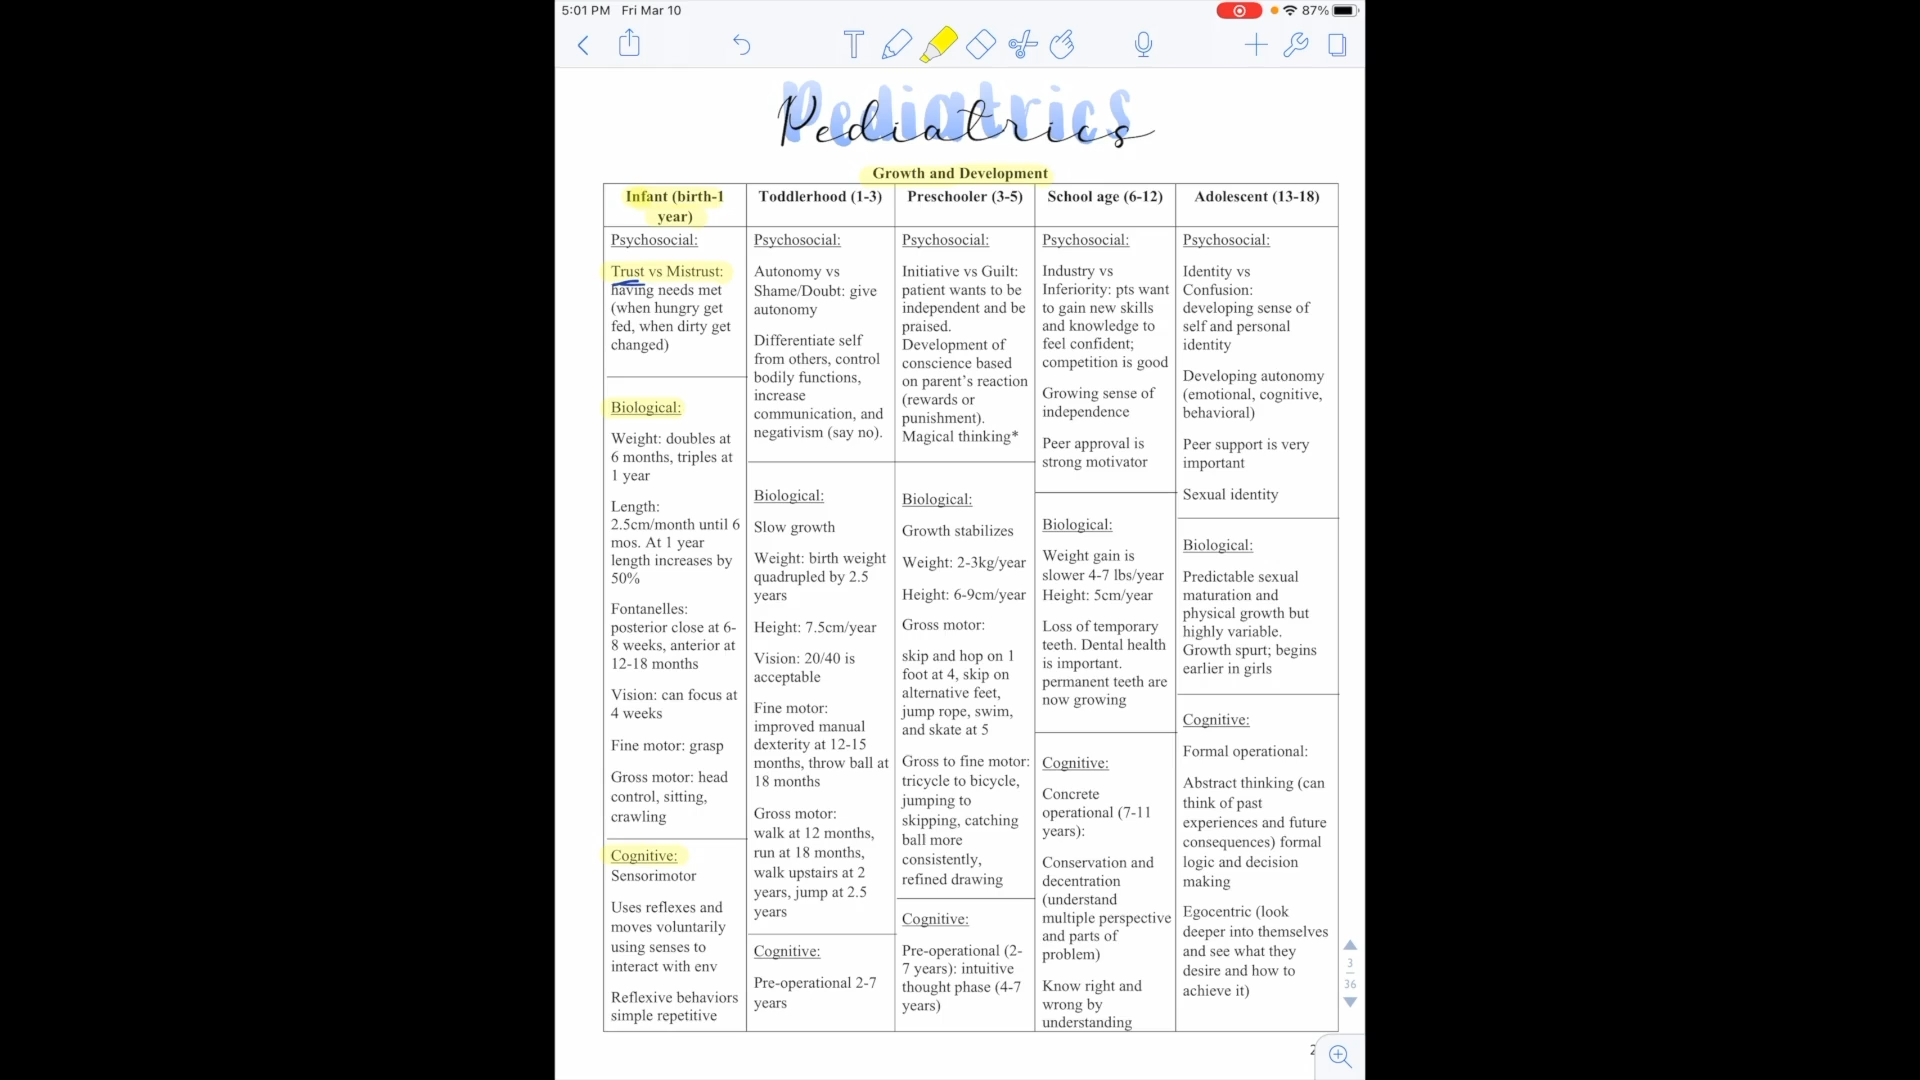 5:01 PM Fri Mar 10
87%
T
Pediatrics
Pediatrics
Growth and Development
Infant (birth-1
year)
Psychosocial:
Trust vs Mistrust:
having needs met
(when hungry get
fed, when dirty get
changed)
Biological:
Weight: doubles at
6 months, triples at
1 year
Length:
2.5cm/month until 6
mos. At 1 year
length increases by
50%
Fontanelles:
posterior close at 6-
8 weeks, anterior at
12-18 months
Vision: can focus at
4 weeks
Fine motor: grasp
Gross motor: head
control, sitting,
crawling
Cognitive:
Sensorimotor
Uses reflexes and
moves voluntarily
using senses to
interact with env
Reflexive behaviors
simple repetitive
Toddlerhood (1-3)
Psychosocial:
Autonomy vs
Shame/Doubt: give
autonomy
Differentiate self
from others, control
bodily functions,
increase
communication, and
negativism (say no).
Biological:
Slow growth
Weight: birth weight
quadrupled by 2.5
years
Height: 7.5cm/year
Vision: 20/40 is
acceptable
Fine motor:
improved manual
dexterity at 12-15
months, throw ball at
18 months
Gross motor:
walk at 12 months,
run at 18 months,
walk upstairs at 2
years, jump at 2.5
years
Cognitive:
Pre-operational 2-7
years
Preschooler (3-5)
Psychosocial:
Initiative vs Guilt:
patient wants to be
independent and be
praised.
Development of
conscience based
on parent's reaction
(rewards or
punishment).
Magical thinking*
Biological:
Growth stabilizes
Weight: 2-3kg/year
Height: 6-9cm/year
Gross motor:
skip and hop on 1
foot at 4, skip on
alternative feet,
jump rope, swim,
and skate at 5
Gross to fine motor:
tricycle to bicycle,
jumping to
skipping, catching
ball more
consistently,
refined drawing
Cognitive:
Pre-operational (2-
7 years): intuitive
thought phase (4-7
years)
School age (6-12)
Psychosocial:
Industry vs
Inferiority: pts want
to gain new skills
and knowledge to
feel confident;
competition is good
Growing sense of
independence
Peer approval is
strong motivator
Biological:
Weight gain is
slower 4-7 lbs/year
Height: 5cm/year
Loss of temporary
teeth. Dental health
is important.
permanent teeth are
now growing
Cognitive:
Concrete
operational (7-11
years):
Conservation and
decentration
(understand
multiple perspective
and parts of
problem)
Know right and
wrong by
understanding
Adolescent (13-18)
Psychosocial:
Identity vs
Confusion:
developing sense of
self and personal
identity
Developing autonomy
(emotional, cognitive,
behavioral)
Peer support is very
important
Sexual identity
Biological:
Predictable sexual
maturation and
physical growth but
highly variable.
Growth spurt; begins
earlier in girls
Cognitive:
Formal operational:
Abstract thinking (can
think of past
experiences and future
consequences) formal
logic and decision
making
Egocentric (look
deeper into themselves
and see what they
desire and how to
achieve it)
3
36